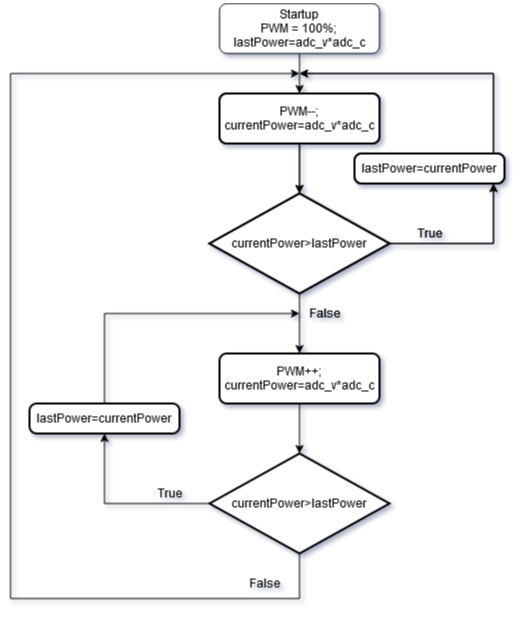 Startup
PWM = 100%;
lastPower=adc_v*adc_c
PWM--;
currentPower=adc_v*adc_c
lastPower=currentPower
currentPower>lastPower
True
False
PWM++;
currentPower=adc_v*adc_c
lastPower=currentPower
True
currentPower>lastPower
False